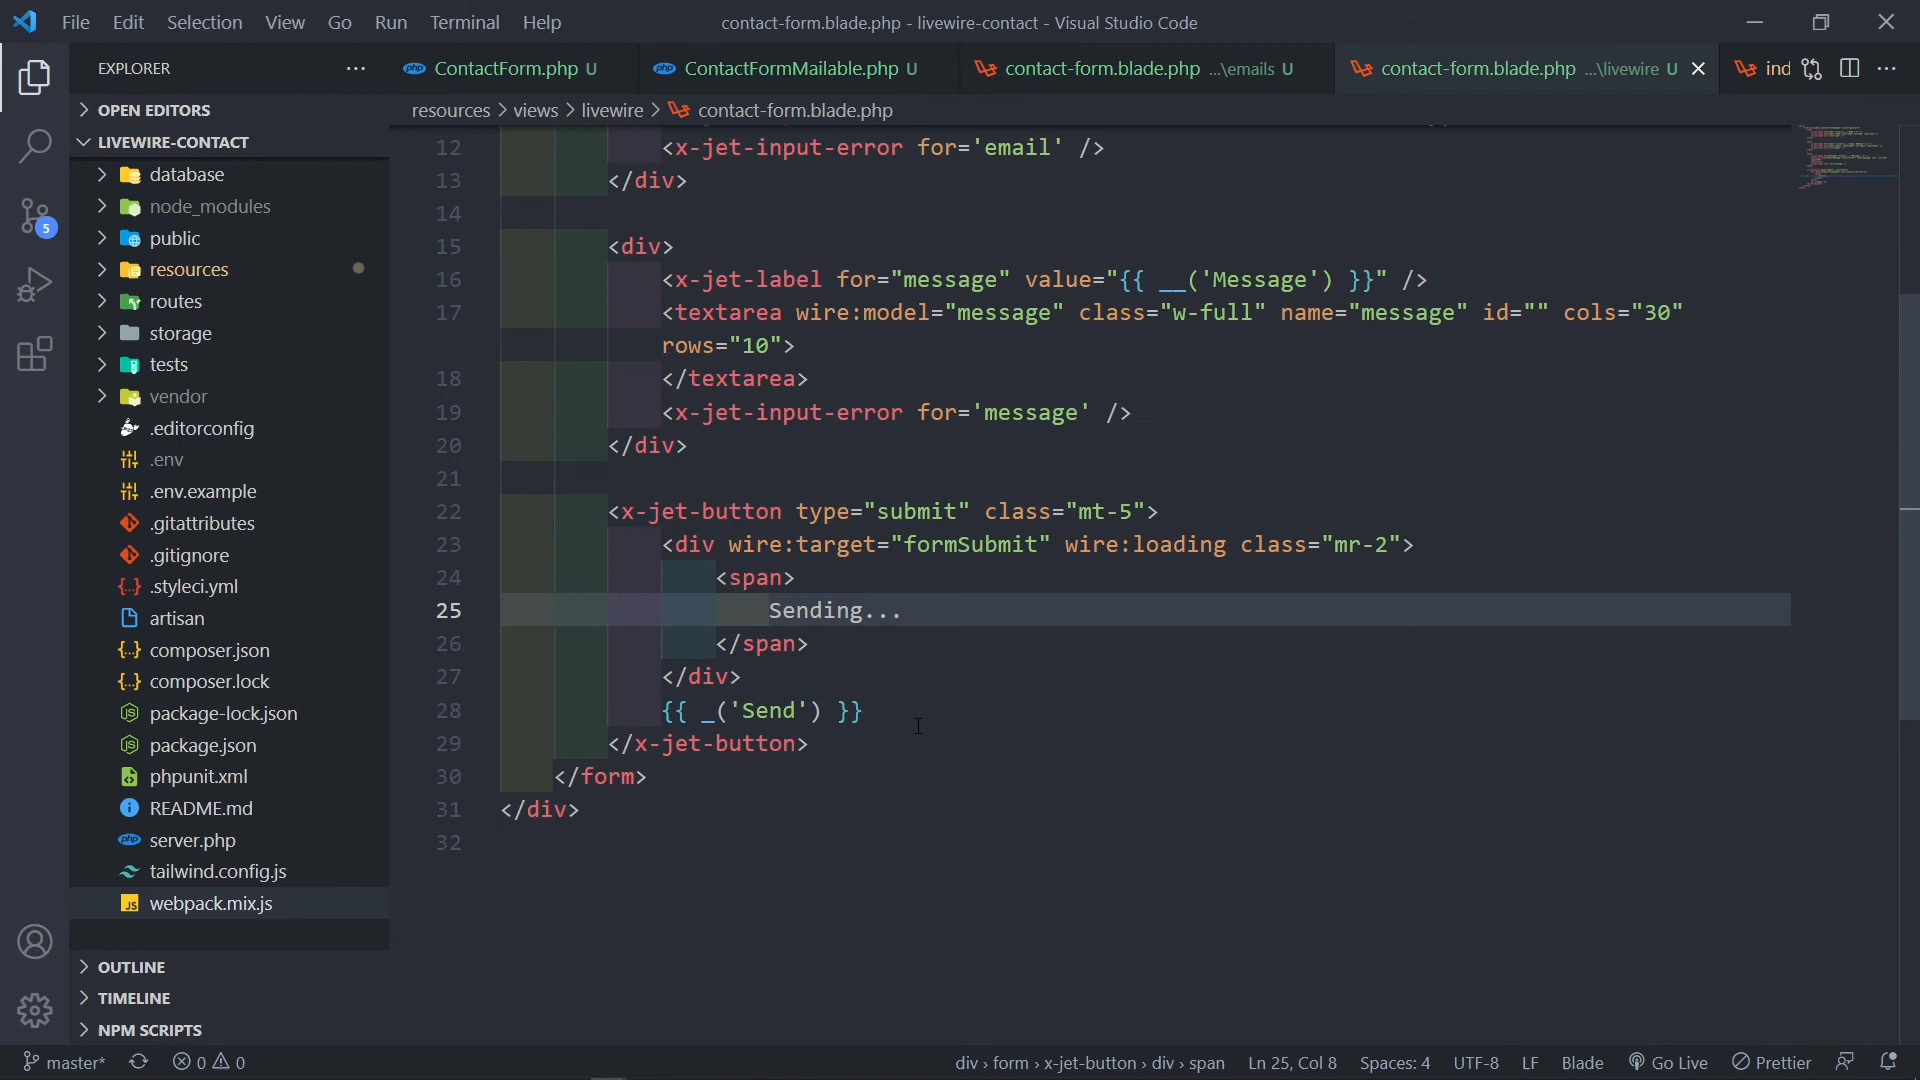 File Edit Selection View Go Run Terminal Help
contact-form.blade.php - livewire-contact - Visual Studio Code
EXPLORER
ContactForm.php U
ContactFormMailable.php U
contact-form.blade.php ...\emails U
contact-form.blade.php ...\livewire U
ind
OPEN EDITORS
resources > views > livewire > contact-form.blade.php
LIVEWIRE-CONTACT
database
node_modules
public
resources
routes
storage
tests
vendor
.editorconfig
.env
.env.example
.gitattributes
.gitignore
.styleci.yml
artisan
composer.json
composer.lock
package-lock.json
package.json
phpunit.xml
README.md
server.php
tailwind.config.js
webpack.mix.js
OUTLINE
TIMELINE
NPM SCRIPTS
5
12 <x-jet-input-error for='email' />
13 </div>
14
15 <div>
16 <x-jet-label for="message" value="{{ __('Message') }}" />
17 <textarea wire:model="message" class="w-full" name="message" id="" cols="30"
rows="10">
18 </textarea>
19 <x-jet-input-error for='message' />
20 </div>
21
22 <x-jet-button type="submit" class="mt-5">
23 <div wire:target="formSubmit" wire:loading class="mr-2">
24 <span>
25 Sending...
26 </span>
27 </div>
28 {{ _('Send') }}
29 </x-jet-button>
30 </form>
31 </div>
32
master* 0 0
div > form > x-jet-button > div > span Ln 25, Col 8 Spaces: 4 UTF-8 LF Blade Go Live Prettier